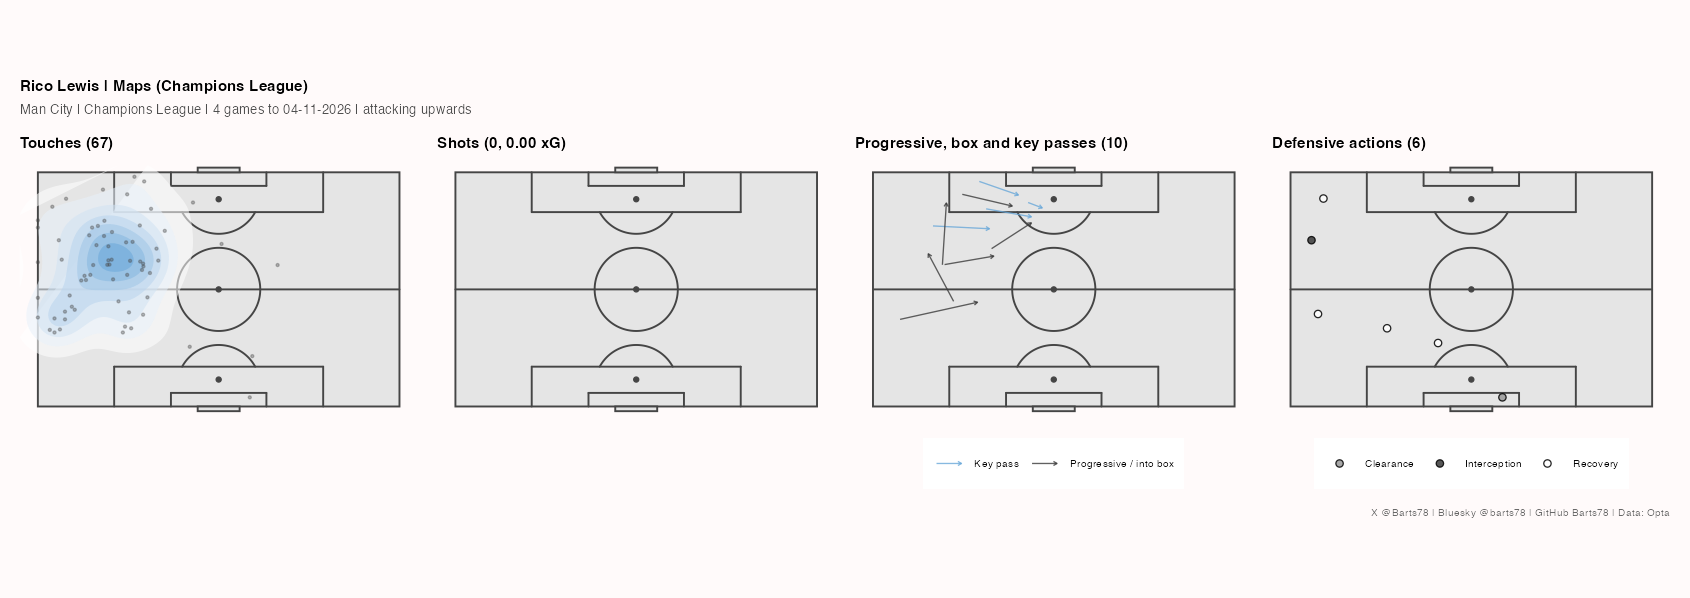 Rico Lewis | Maps (Champions League)
Man City | Champions League | 4 games to 04-11-2026 | attacking upwards
Touches (67)
Shots (0, 0.00 xG)
Progressive, box and key passes (10)
Defensive actions (6)
Key pass
Progressive / into box
Clearance
Interception
Recovery
X @Barts78 | Bluesky @barts78 | GitHub Barts78 | Data: Opta